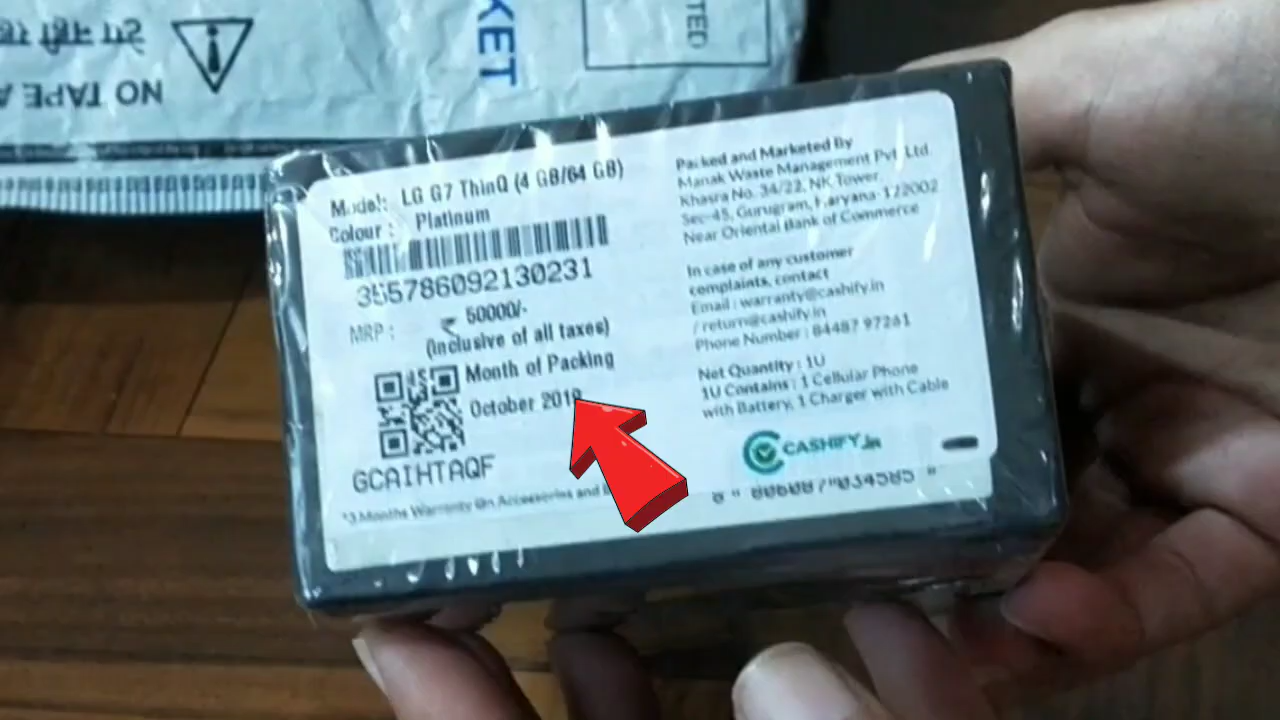 NO TAPE A
KET
TED
Model: LG G7 ThinQ (4 GB/64 GB)
Colour : Platinum
355786092130231
MRP : ₹ 50000/-
(Inclusive of all taxes)
Month of Packing
October 2019
GCAIHTAQF
*3 Months Warranty on Accessories and
Packed and Marketed By
Manak Waste Management Pvt. Ltd.
Khasra No. 34/22, NK Tower,
Sec-45, Gurugram, Haryana-122002
Near Oriental Bank of Commerce
In case of any customer
complaints, contact
Email : warranty@cashify.in
/ return@cashify.in
Phone Number : 84487 97261
Net Quantity : 1U
1U Contains : 1 Cellular Phone
with Battery, 1 Charger with Cable
CASHIFY.in